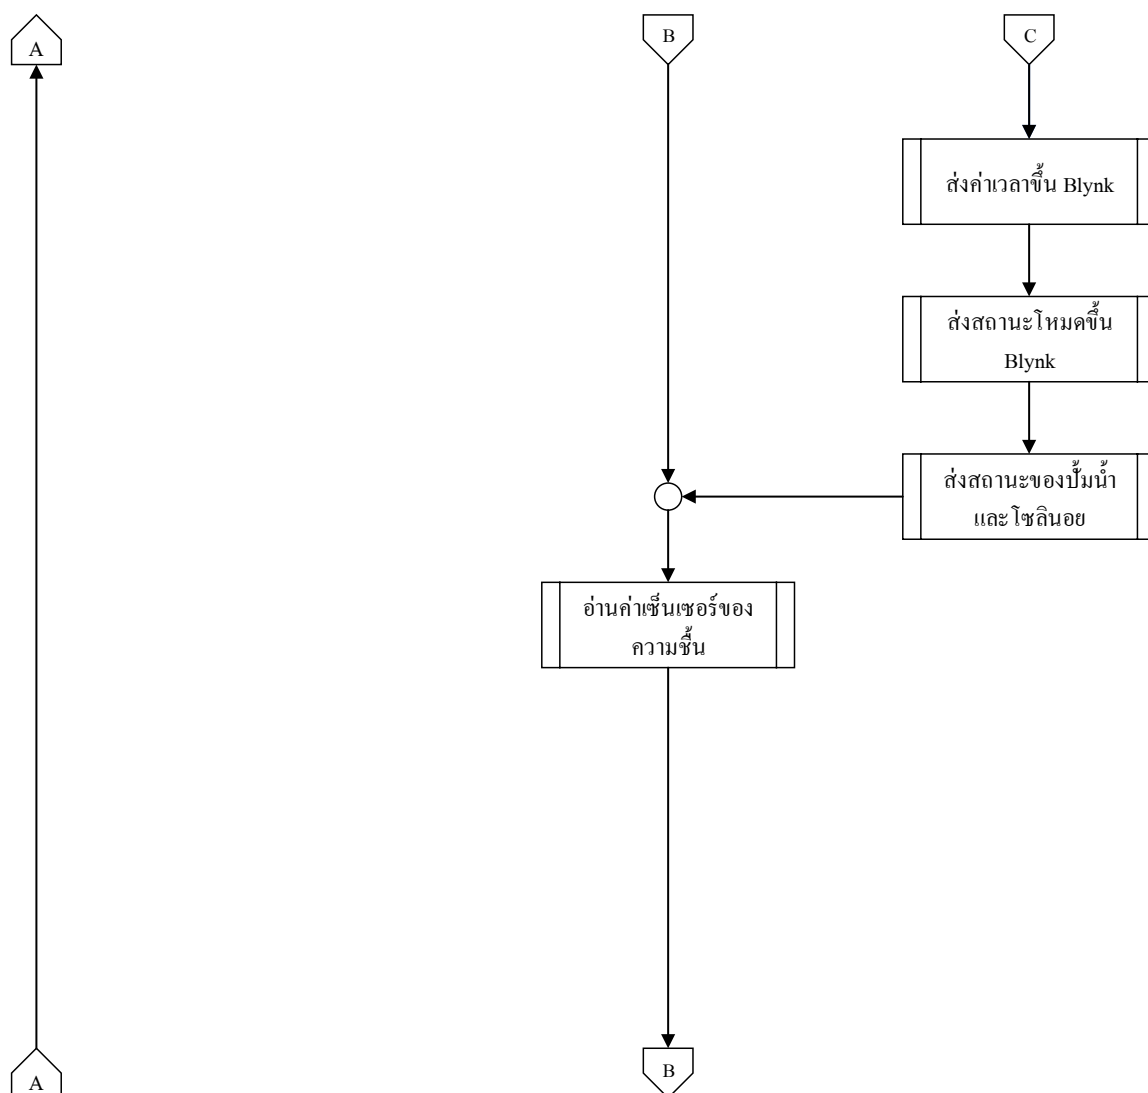 A
B
C
ส่งค่าเวลาขึ้น Blynk
ส่งสถานะโหมดขึ้น
Blynk
ส่งสถานะของปั้มน้ำ
และโซลินอย
อ่านค่าเซ็นเซอร์ของ
ความชื้น
A
B